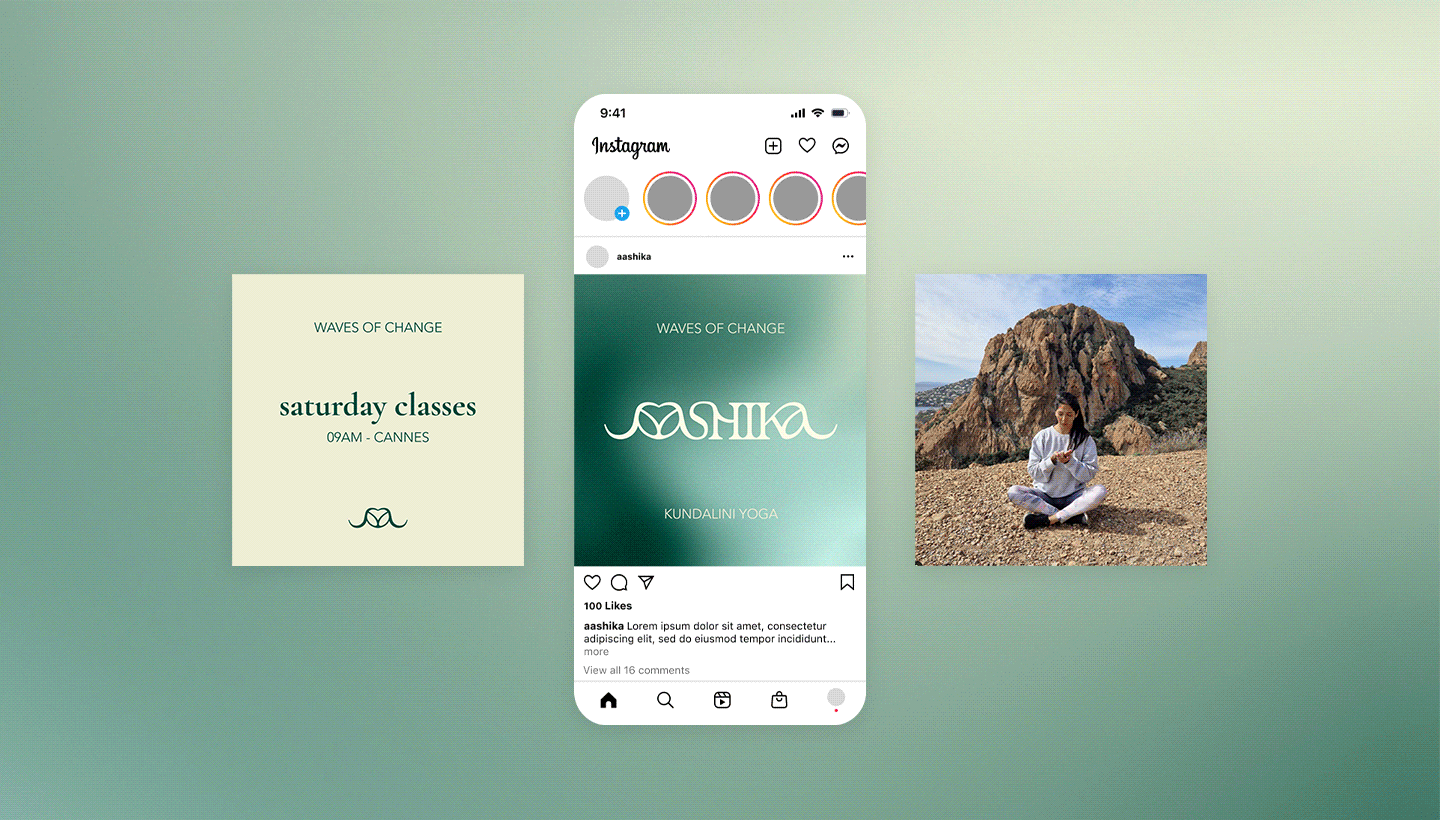 WAVES OF CHANGE
saturday classes
09AM - CANNES
9:41
Instagram
aashika
WAVES OF CHANGE
AASHIKA
KUNDALINI YOGA
100 Likes
aashika Lorem ipsum dolor sit amet, consectetur
adipiscing elit, sed do eiusmod tempor incididunt...
more
View all 16 comments